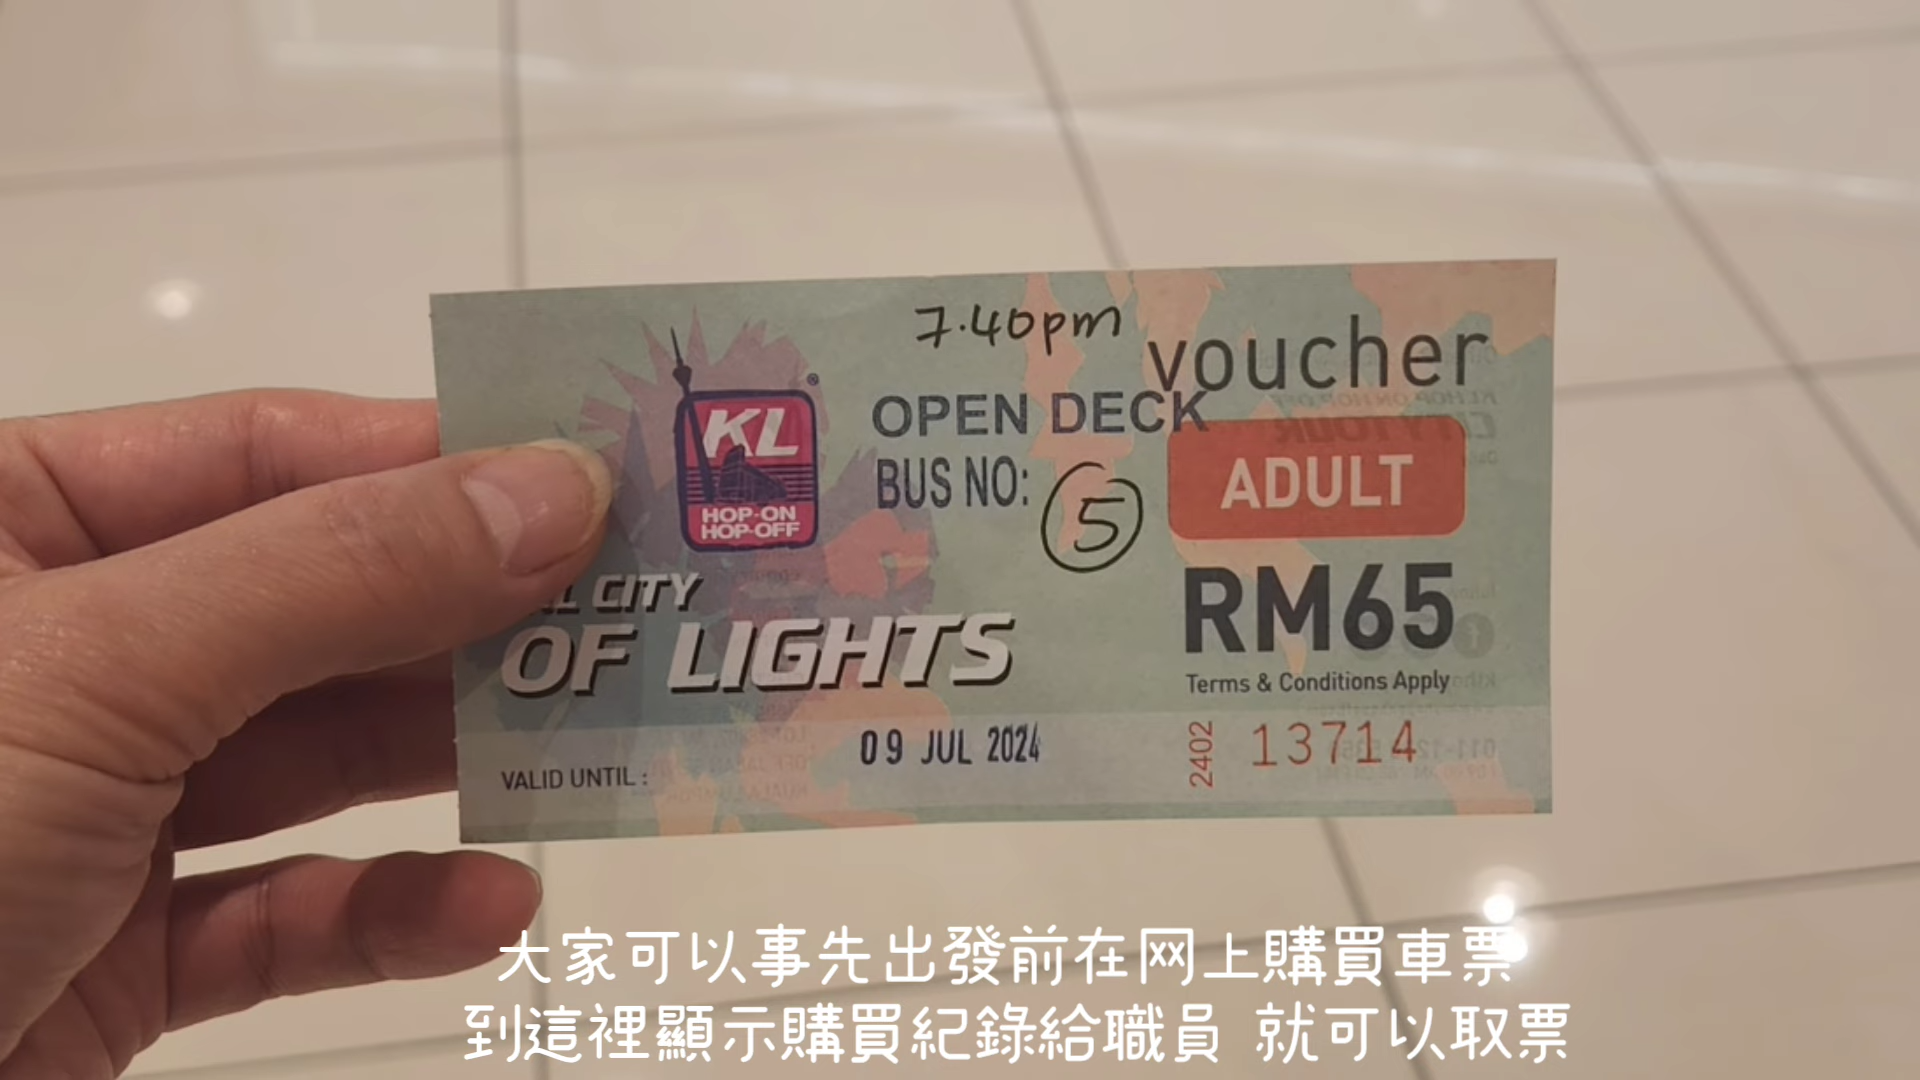 7.40pm
voucher
KL
HOP-ON
HOP-OFF
OPEN DECK
BUS NO: 5
ADULT
CITY
OF LIGHTS
RM65
Terms & Conditions Apply
VALID UNTIL :
09 JUL 2024
2402
13714
大家可以事先出發前在网上購買車票
到這裡顯示購買紀錄給職員 就可以取票